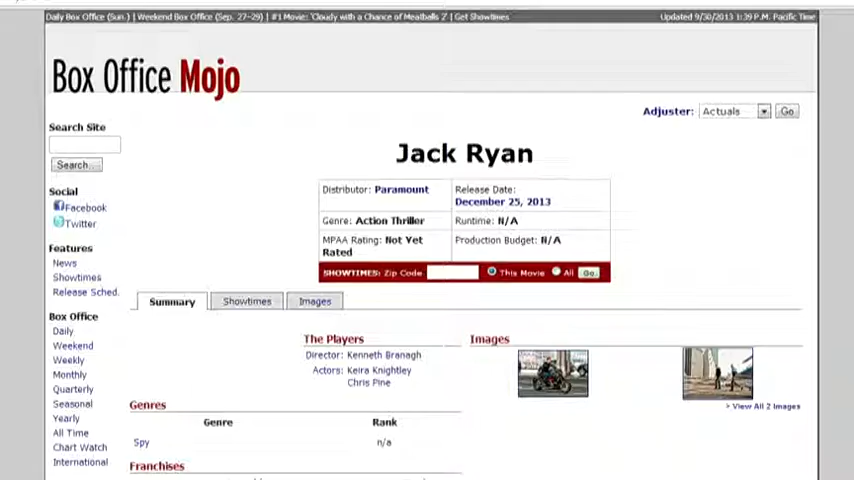 Daily Box Office (Sun.) | Weekend Box Office (Sep. 27-29) | #1 Movie: 'Cloudy with a Chance of Meatballs 2' | Get Showtimes
Updated 9/30/2013 1:39 P.M. Pacific Time
Box Office Mojo
Adjuster: Actuals Go
Search Site
Search...
Jack Ryan
Distributor: Paramount
Release Date:
December 25, 2013
Genre: Action Thriller
Runtime: N/A
MPAA Rating: Not Yet
Rated
Production Budget: N/A
SHOWTIMES: Zip Code This Movie All Go
Social
Facebook
Twitter
Features
News
Showtimes
Release Sched.
Box Office
Daily
Weekend
Weekly
Monthly
Quarterly
Seasonal
Yearly
All Time
Chart Watch
International
Summary Showtimes Images
The Players
Director: Kenneth Branagh
Actors: Keira Knightley
Chris Pine
Images
> View All 2 Images
Genres
Genre Rank
Spy n/a
Franchises